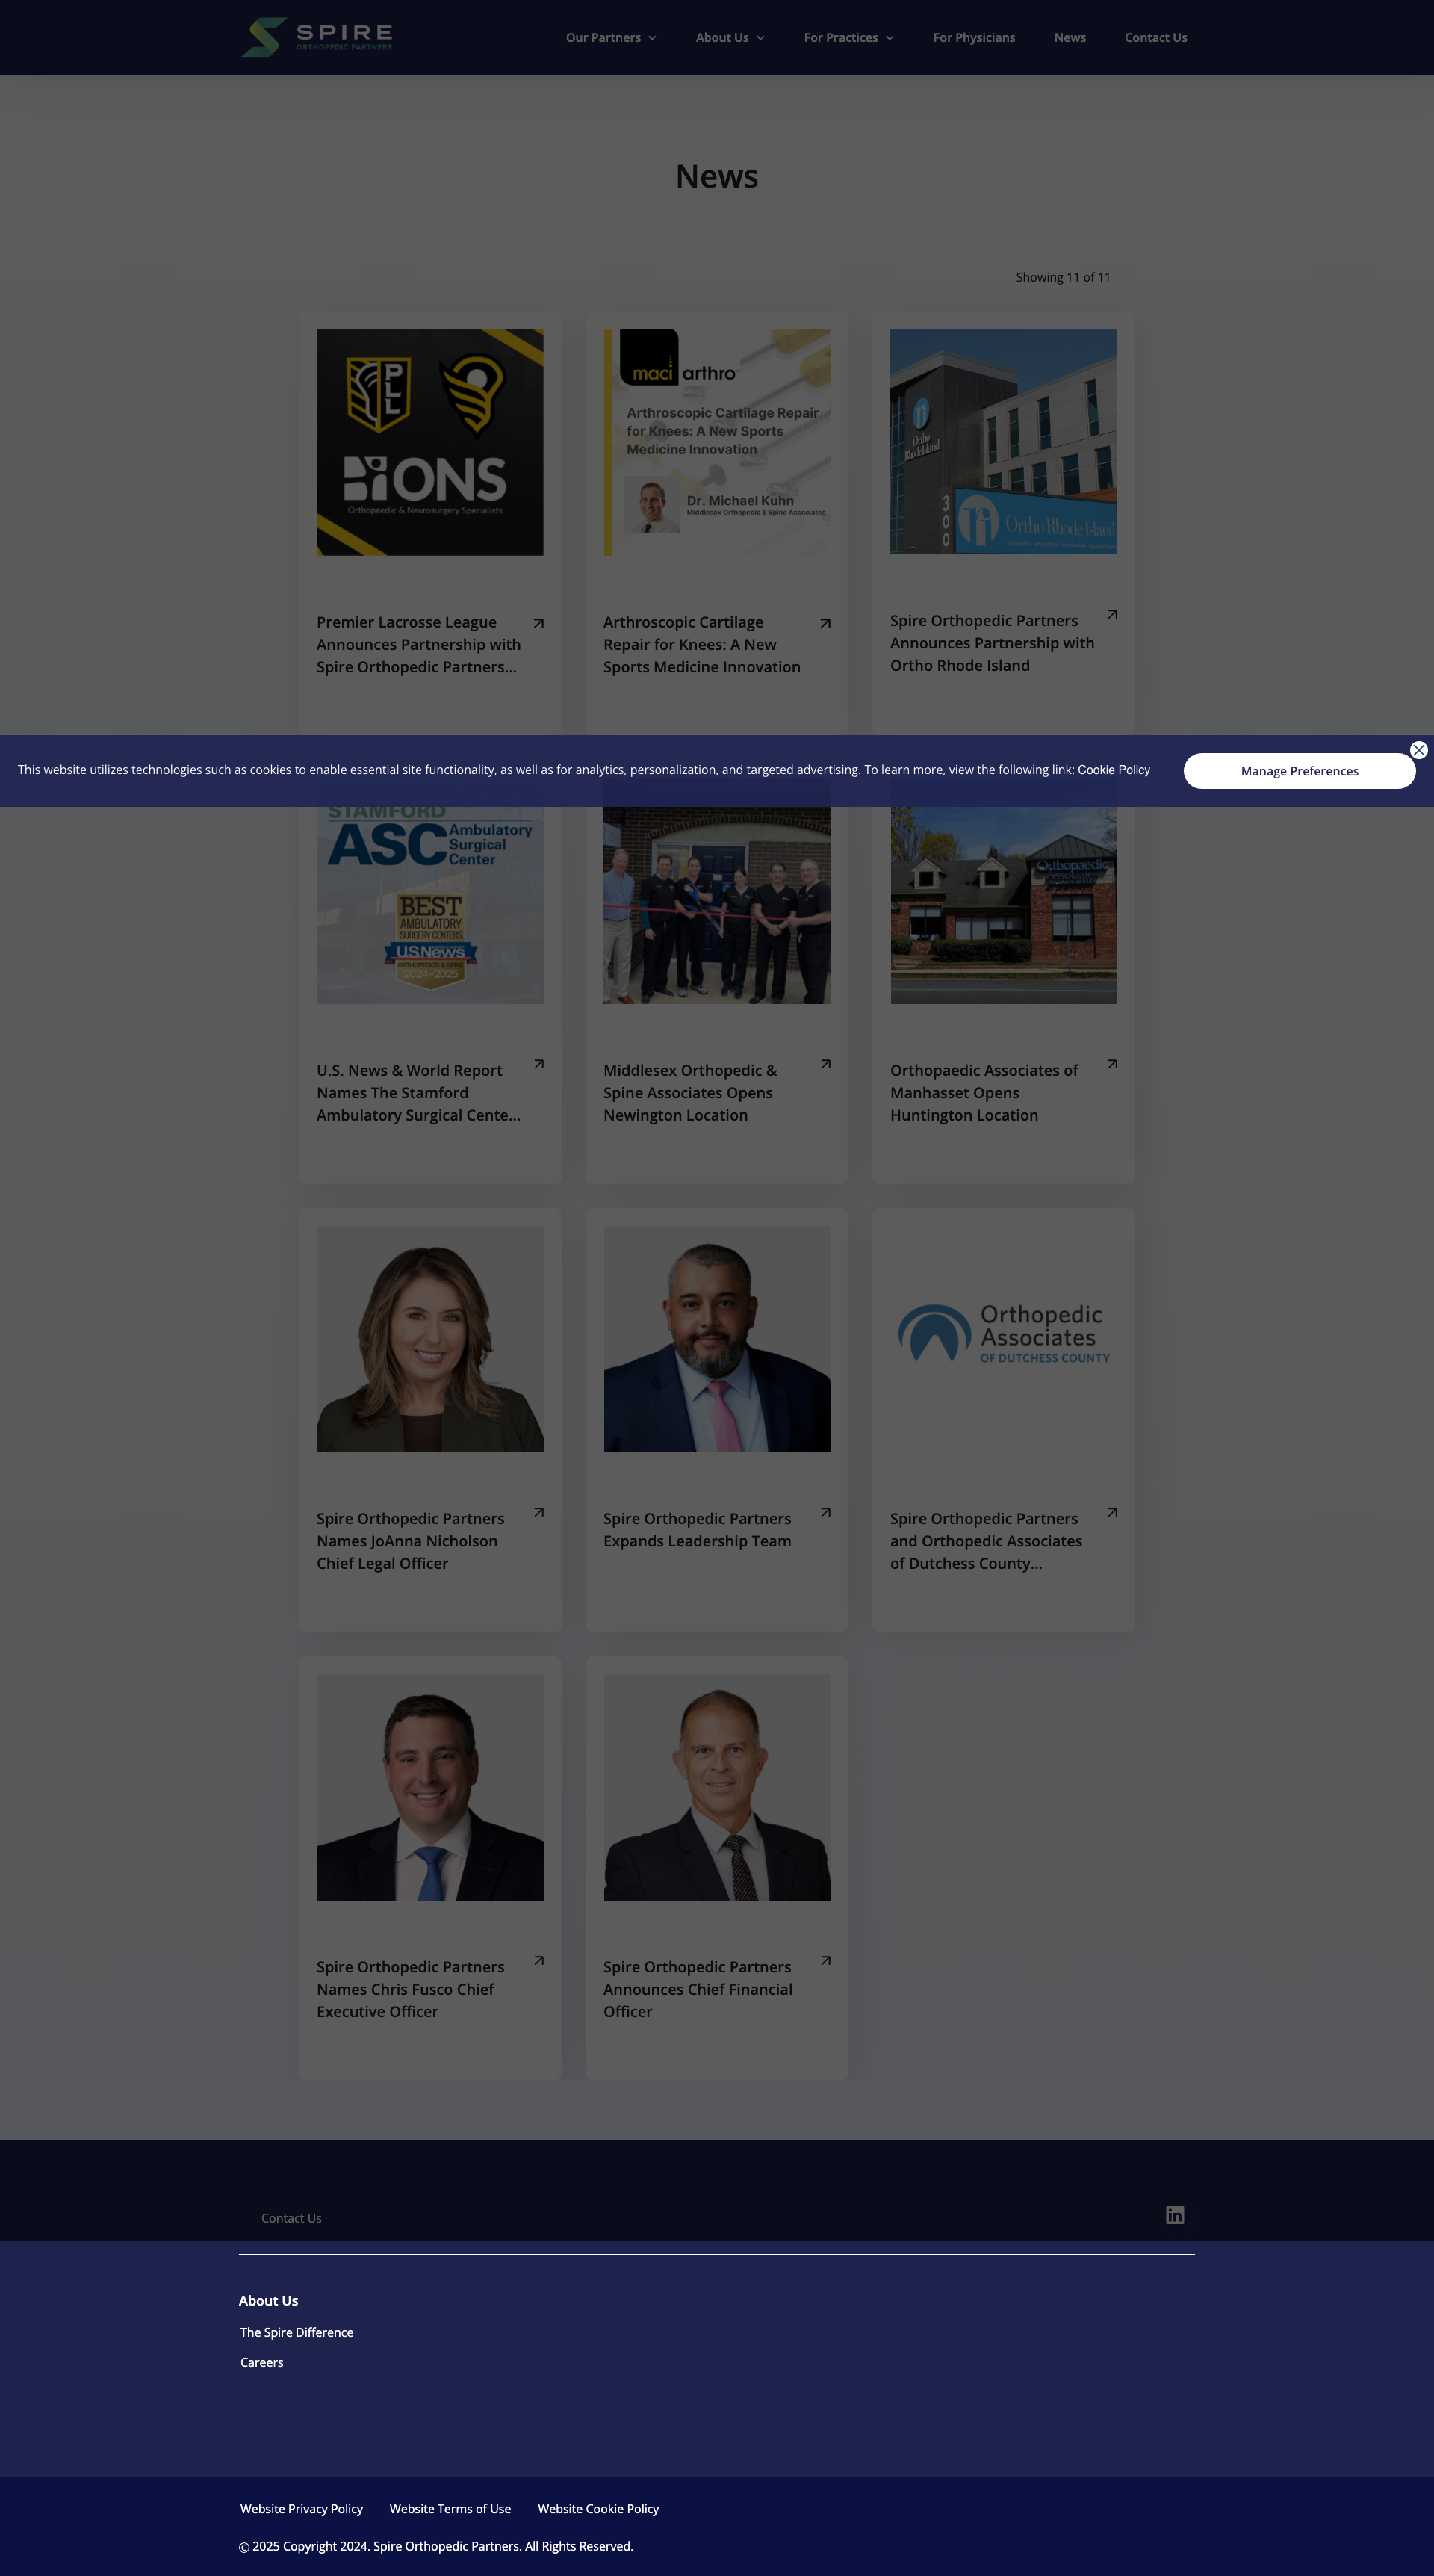 SPIRE
ORTHOPEDIC PARTNERS
Our Partners
About Us
For Practices
For Physicians
News
Contact Us
News
Showing 11 of 11
PLL
ONS
Orthopaedic & Neurosurgery Specialists
Premier Lacrosse League
Announces Partnership with
Spire Orthopedic Partners...
maci arthro
Arthroscopic Cartilage Repair
for Knees: A New Sports
Medicine Innovation
Dr. Michael Kuhn
Middlesex Orthopedic & Spine Associates
Arthroscopic Cartilage
Repair for Knees: A New
Sports Medicine Innovation
ri
Ortho
RhodeIsland
300
ri Ortho Rhode Island
Spire Orthopedic Partners
Announces Partnership with
Ortho Rhode Island
This website utilizes technologies such as cookies to enable essential site functionality, as well as for analytics, personalization, and targeted advertising. To learn more, view the following link: Cookie Policy
Manage Preferences
STAMFORD
ASC Ambulatory
Surgical
Center
BEST
AMBULATORY
SURGERY CENTERS
U.S.News
ORTHOPEDICS & SPINE
2024-2025
U.S. News & World Report
Names The Stamford
Ambulatory Surgical Cente...
Middlesex Orthopedic &
Spine Associates Opens
Newington Location
Orthopaedic
Associates
Orthopaedic Associates of
Manhasset Opens
Huntington Location
Spire Orthopedic Partners
Names JoAnna Nicholson
Chief Legal Officer
Spire Orthopedic Partners
Expands Leadership Team
Orthopedic
Associates
OF DUTCHESS COUNTY
Spire Orthopedic Partners
and Orthopedic Associates
of Dutchess County...
Spire Orthopedic Partners
Names Chris Fusco Chief
Executive Officer
Spire Orthopedic Partners
Announces Chief Financial
Officer
Contact Us
in
About Us
The Spire Difference
Careers
Website Privacy Policy
Website Terms of Use
Website Cookie Policy
© 2025 Copyright 2024. Spire Orthopedic Partners. All Rights Reserved.